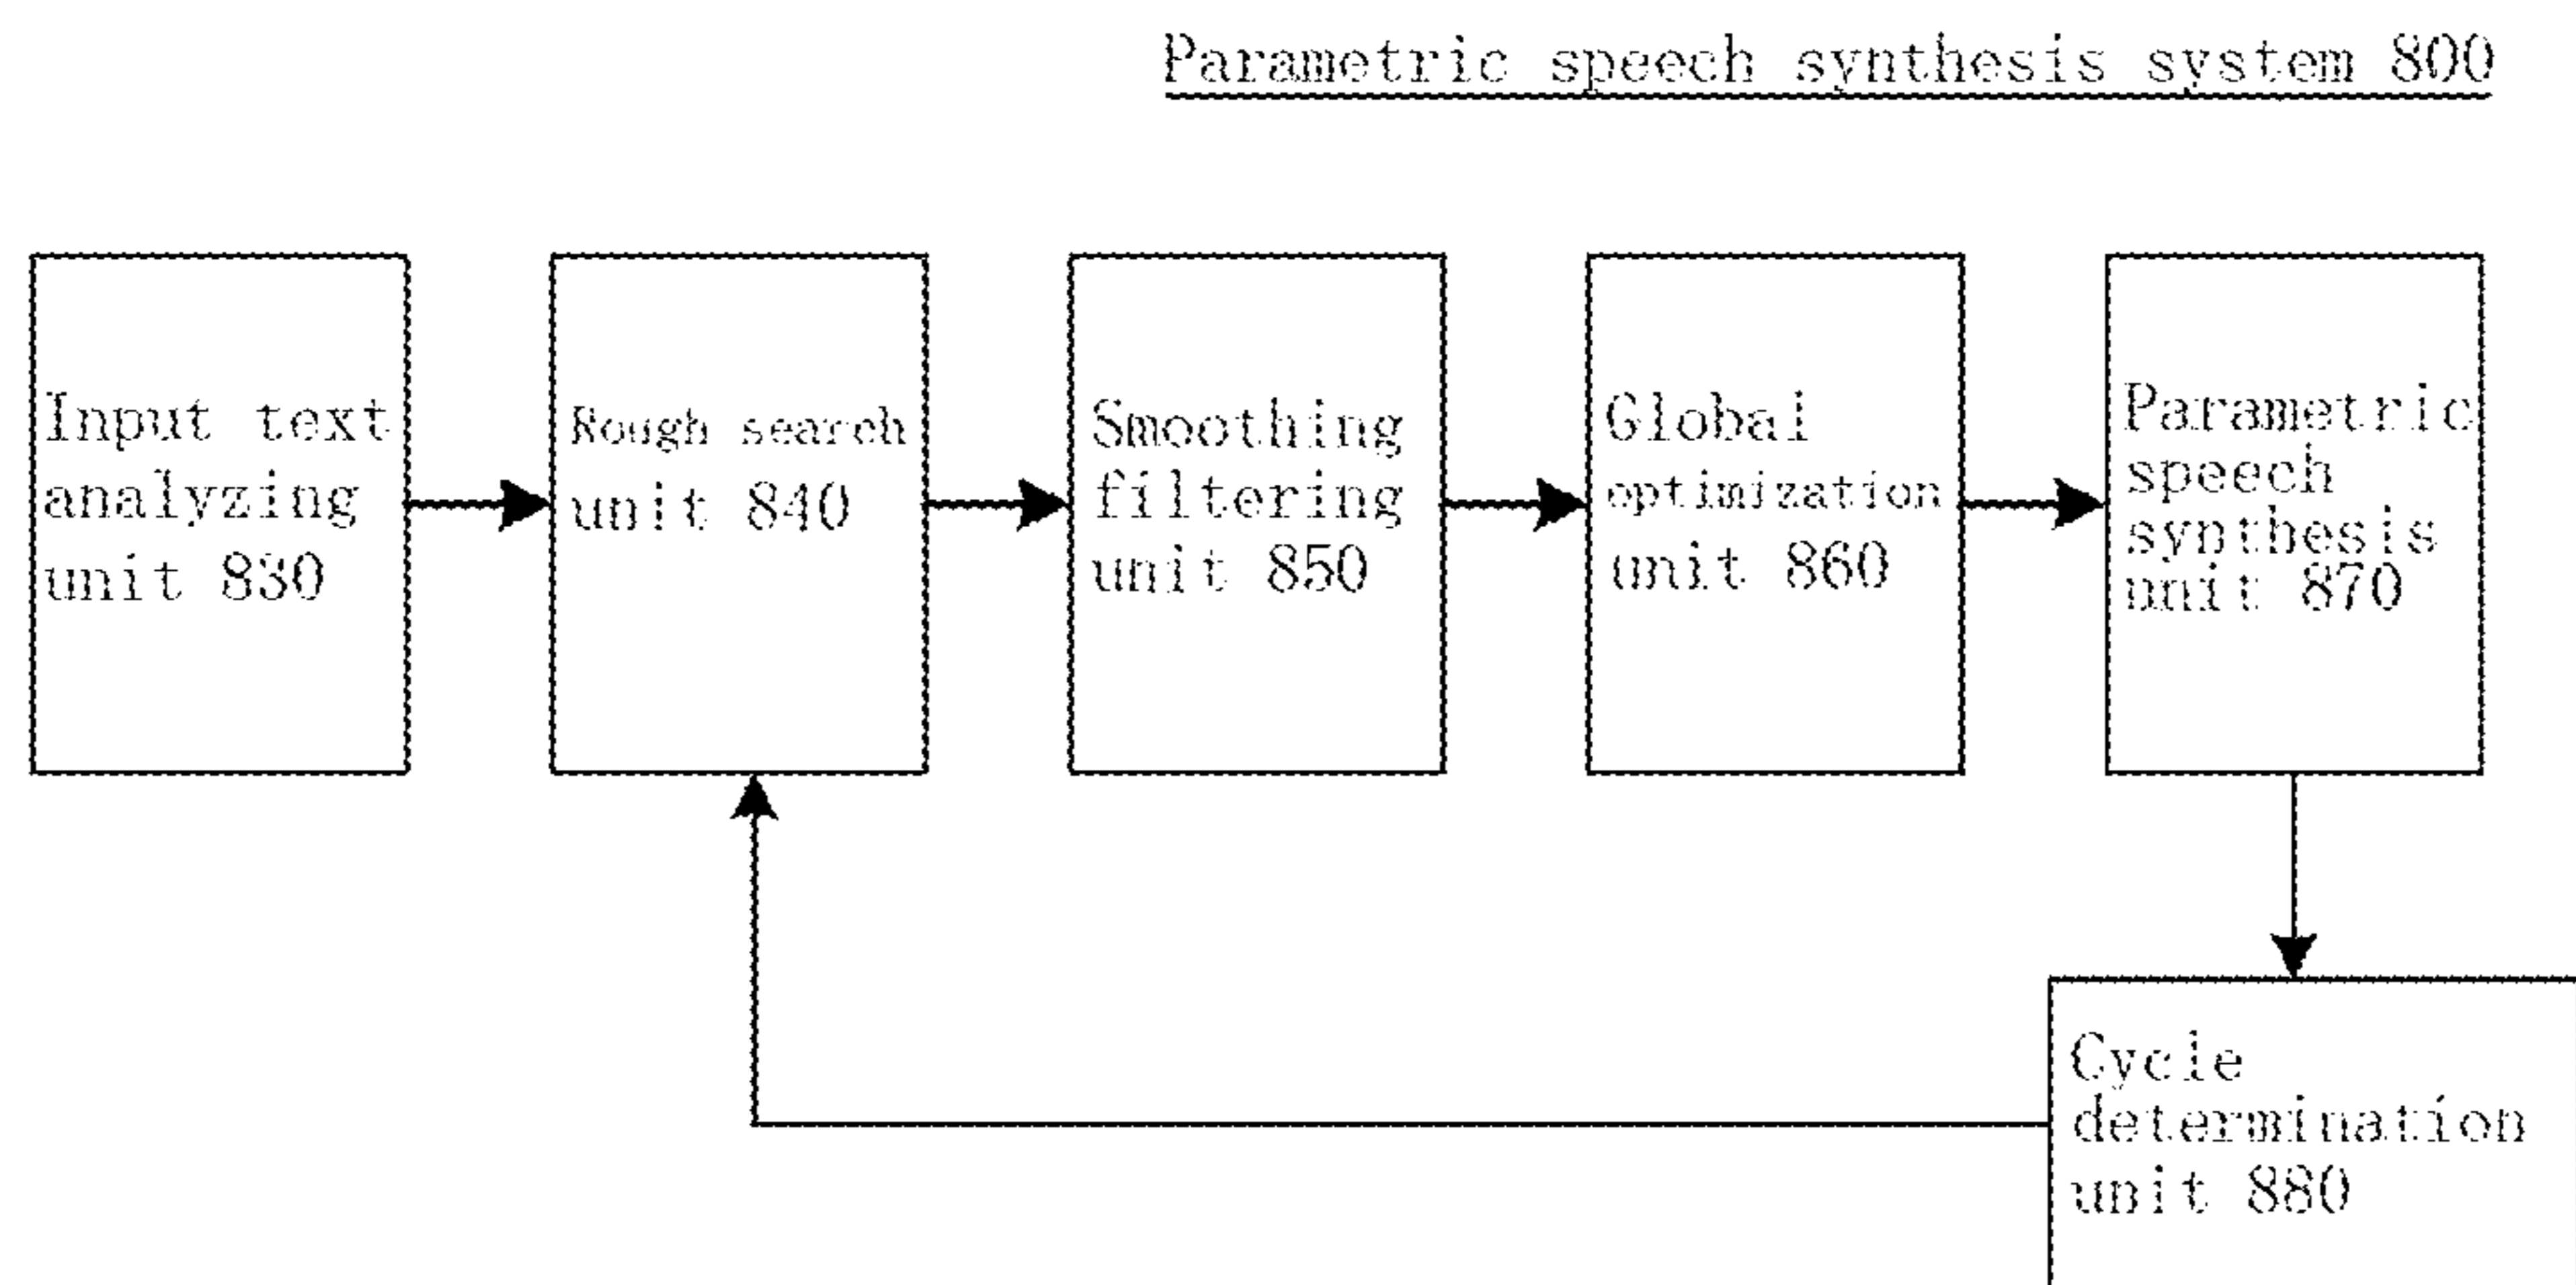 Parametric speech synthesis system 800
Input text
analyzing
unit 830
Rough search
unit 840
Smoothing
filtering
unit 850
Global
optimization
unit 860
Parametric
speech
synthesis
unit 870
Cycle
determination
unit 880